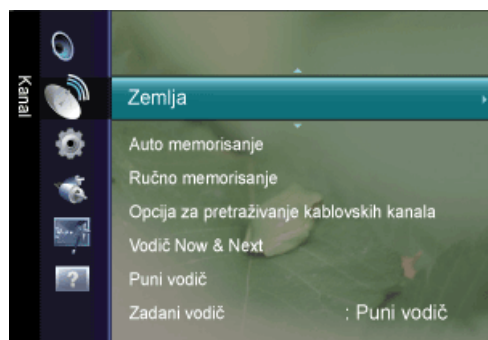 Kanal
Zemlja
Auto memorisanje
Ručno memorisanje
Opcija za pretraživanje kablovskih kanala
Vodič Now & Next
Puni vodič
Zadani vodič : Puni vodič